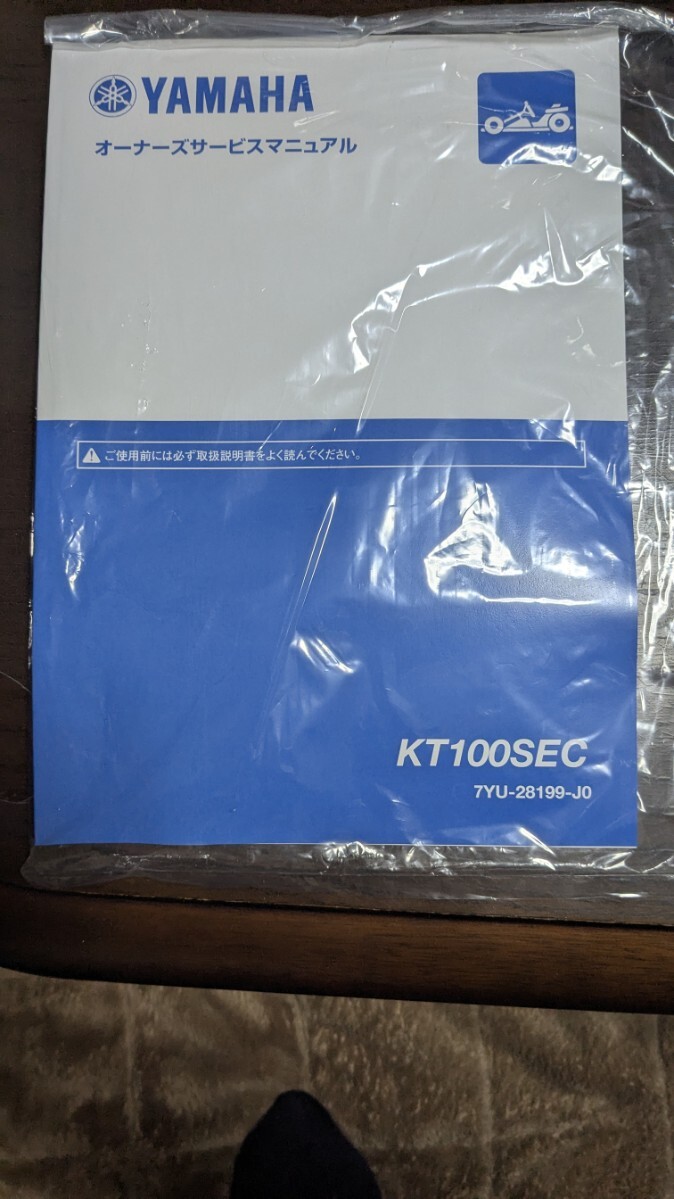 YAMAHA
オーナーズサービスマニュアル
ご使用前には必ず取扱説明書をよく読んでください。
KT100SEC
7YU-28199-J0